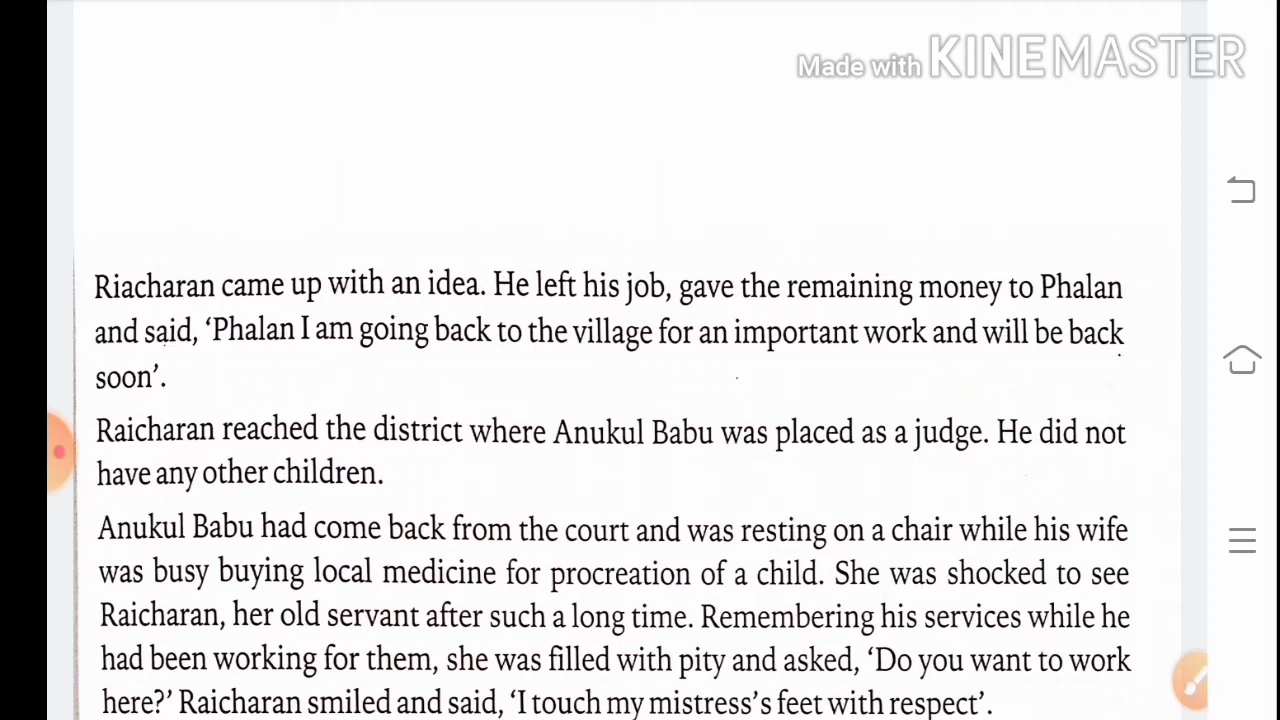 Made with KINEMASTER
Riacharan came up with an idea. He left his job, gave the remaining money to Phalan
and said, ‘Phalan I am going back to the village for an important work and will be back
soon’.
Raicharan reached the district where Anukul Babu was placed as a judge. He did not
have any other children.
Anukul Babu had come back from the court and was resting on a chair while his wife
was busy buying local medicine for procreation of a child. She was shocked to see
Raicharan, her old servant after such a long time. Remembering his services while he
had been working for them, she was filled with pity and asked, ‘Do you want to work
here?’ Raicharan smiled and said, ‘I touch my mistress’s feet with respect’.